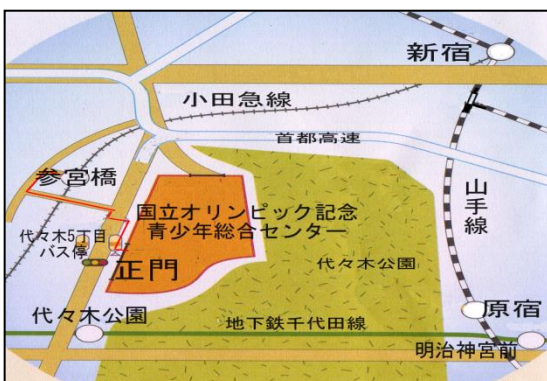 新宿
小田急線
首都高速
参宮橋
山手線
国立オリンピック記念
青少年総合センター
代々木5丁目
バス停
正門
代々木公園
代々木公園
原宿
地下鉄千代田線
明治神宮前